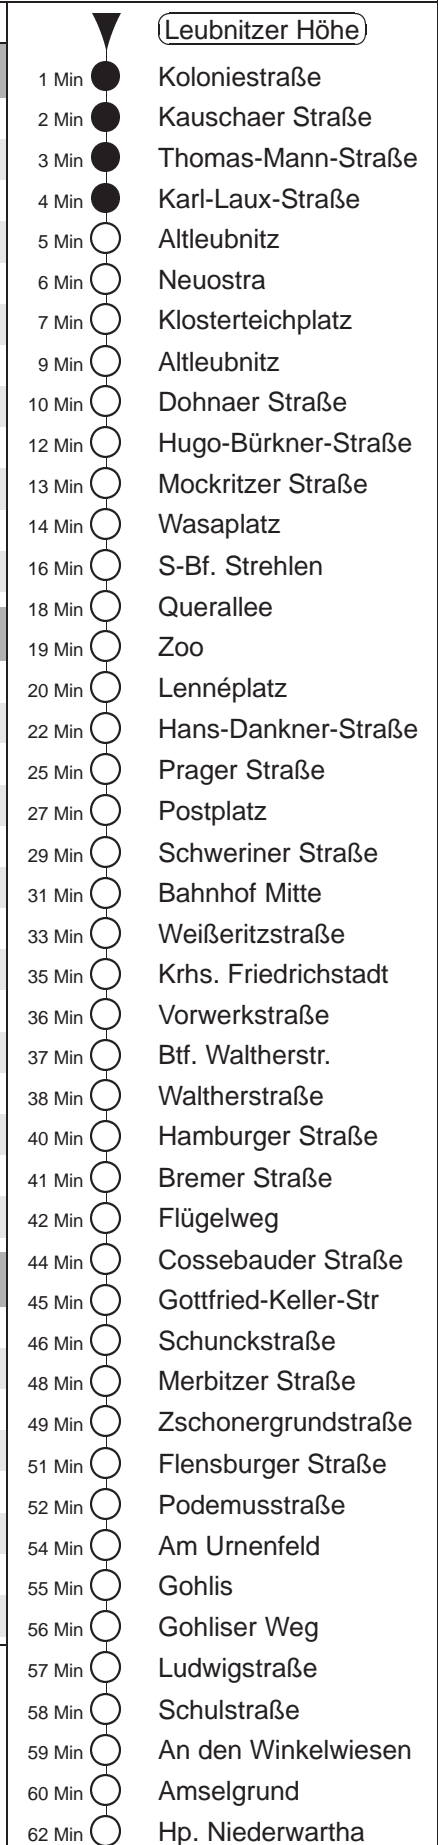 Leubnitzer Höhe
1 Min Koloniestraße
2 Min Kauschaer Straße
3 Min Thomas-Mann-Straße
4 Min Karl-Laux-Straße
5 Min Altleubnitz
6 Min Neuostra
7 Min Klosterteichplatz
9 Min Altleubnitz
10 Min Dohnaer Straße
12 Min Hugo-Bürkner-Straße
13 Min Mockritzer Straße
14 Min Wasaplatz
16 Min S-Bf. Strehlen
18 Min Querallee
19 Min Zoo
20 Min Lennéplatz
22 Min Hans-Dankner-Straße
25 Min Prager Straße
27 Min Postplatz
29 Min Schweriner Straße
31 Min Bahnhof Mitte
33 Min Weißeritzstraße
35 Min Krhs. Friedrichstadt
36 Min Vorwerkstraße
37 Min Btf. Waltherstr.
38 Min Waltherstraße
40 Min Hamburger Straße
41 Min Bremer Straße
42 Min Flügelweg
44 Min Cossebauder Straße
45 Min Gottfried-Keller-Str
46 Min Schunckstraße
48 Min Merbitzer Straße
49 Min Zschonergrundstraße
51 Min Flensburger Straße
52 Min Podemusstraße
54 Min Am Urnenfeld
55 Min Gohlis
56 Min Gohliser Weg
57 Min Ludwigstraße
58 Min Schulstraße
59 Min An den Winkelwiesen
60 Min Amselgrund
62 Min Hp. Niederwartha